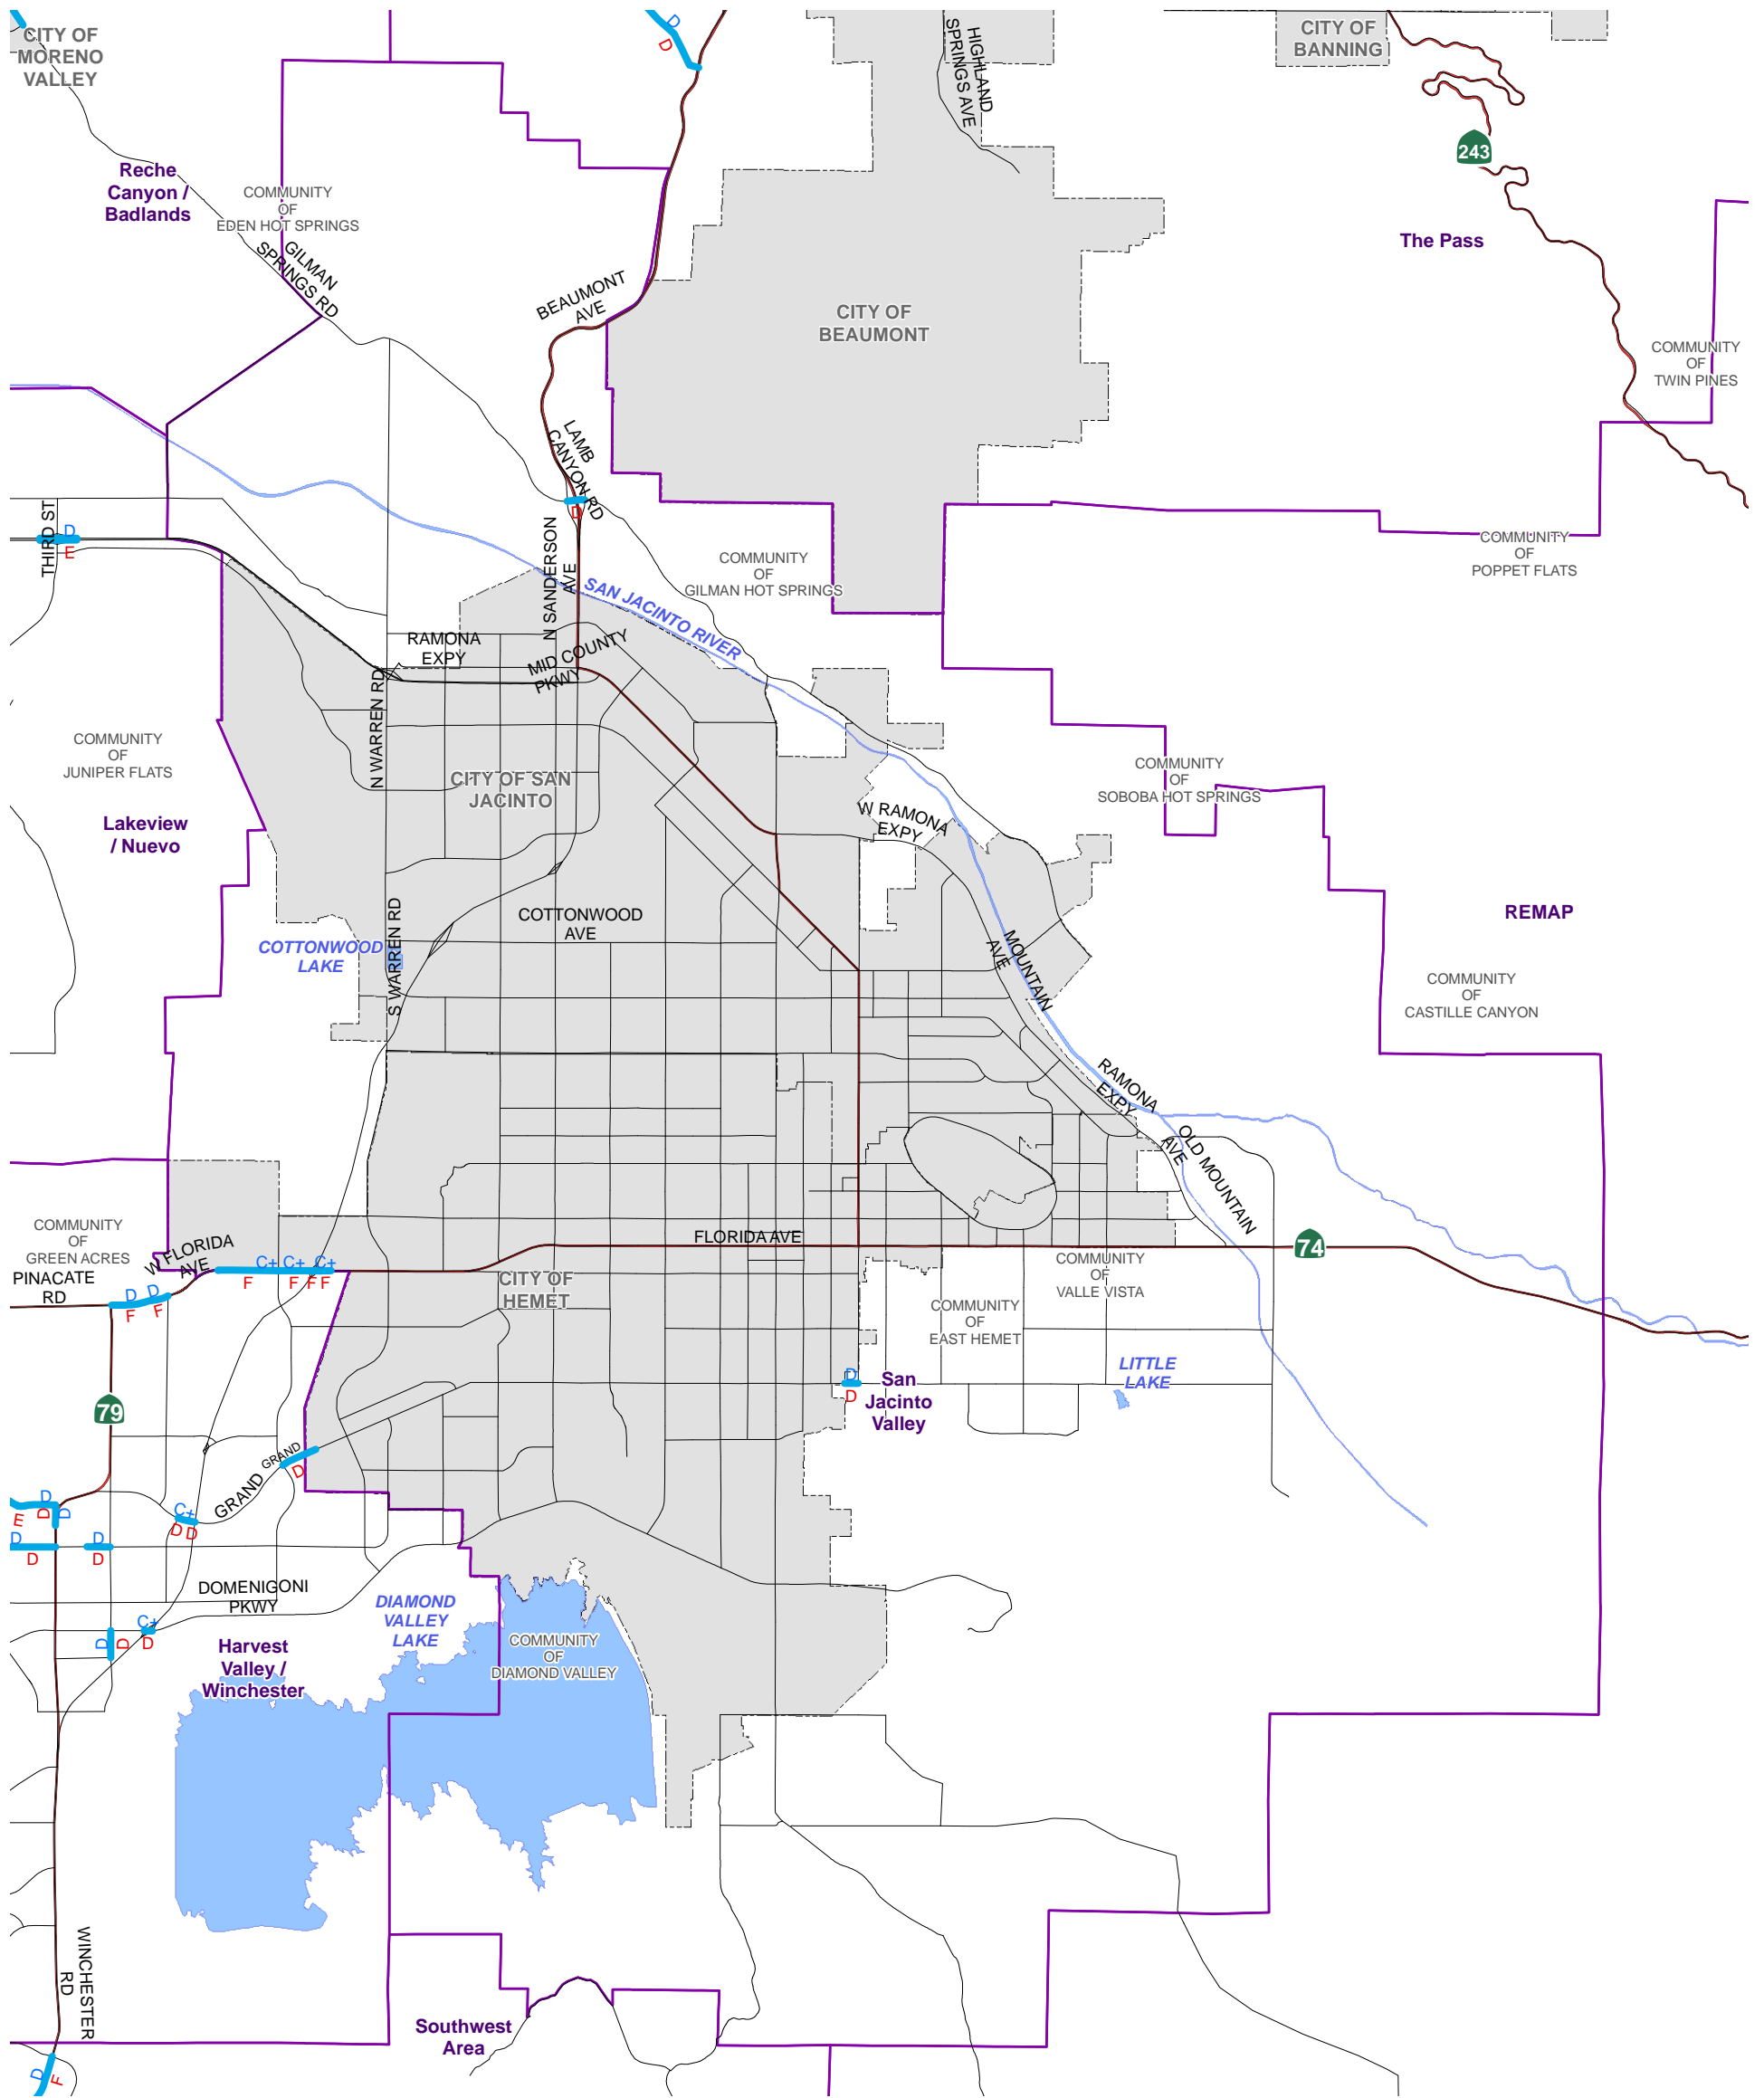 CITY OF
MORENO
VALLEY
D
D
HIGHLAND
SPRINGS AVE
CITY OF
BANNING
243
Reche
Canyon /
Badlands
COMMUNITY
OF
EDEN HOT SPRINGS
GILMAN
SPRINGS RD
The Pass
BEAUMONT
AVE
CITY OF
BEAUMONT
COMMUNITY
OF
TWIN PINES
LAMB
CANYON RD
D
THIRD ST
D
E
N SANDERSON
AVE
COMMUNITY
OF
GILMAN HOT SPRINGS
COMMUNITY
OF
POPPET FLATS
SAN JACINTO RIVER
RAMONA
EXPY
MID COUNTY
PKWY
N WARREN RD
COMMUNITY
OF
JUNIPER FLATS
CITY OF SAN
JACINTO
COMMUNITY
OF
SOBOBA HOT SPRINGS
Lakeview
/ Nuevo
W RAMONA
EXPY
REMAP
COTTONWOOD
AVE
COTTONWOOD
LAKE
S WARREN RD
MOUNTAIN
AVE
COMMUNITY
OF
CASTILLE CANYON
RAMONA
EXPY
OLD MOUNTAIN
AVE
COMMUNITY
OF
GREEN ACRES
W FLORIDA
AVE
FLORIDA AVE
74
C+
C+
C+
F
F
F
F
PINACATE
RD
D
D
F
F
CITY OF
HEMET
COMMUNITY
OF
VALLE VISTA
COMMUNITY
OF
EAST HEMET
LITTLE
LAKE
D
D
San
Jacinto
Valley
79
GRAND
D
GRAND
D
D
D
E
C+
D
D
D
D
D
D
DOMENIGONI
PKWY
C+
D
D
D
DIAMOND
VALLEY
LAKE
COMMUNITY
OF
DIAMOND VALLEY
Harvest
Valley /
Winchester
WINCHESTER
RD
Southwest
Area
D
F